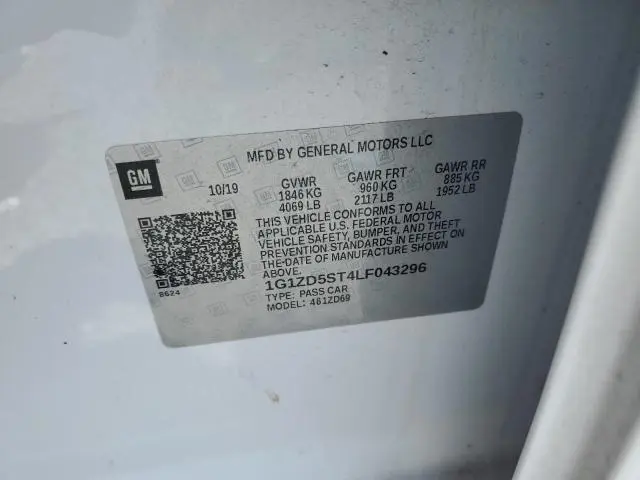 MFD BY GENERAL MOTORS LLC
GM
10/19 GVWR GAWR FRT GAWR RR
1846 KG 960 KG 885 KG
4069 LB 2117 LB 1952 LB
THIS VEHICLE CONFORMS TO ALL
APPLICABLE U.S. FEDERAL MOTOR
VEHICLE SAFETY, BUMPER, AND THEFT
PREVENTION STANDARDS IN EFFECT ON
THE DATE OF MANUFACTURE SHOWN
ABOVE.
1G1ZD5ST4LF043296
TYPE: PASS CAR
MODEL: 461ZD69
8624